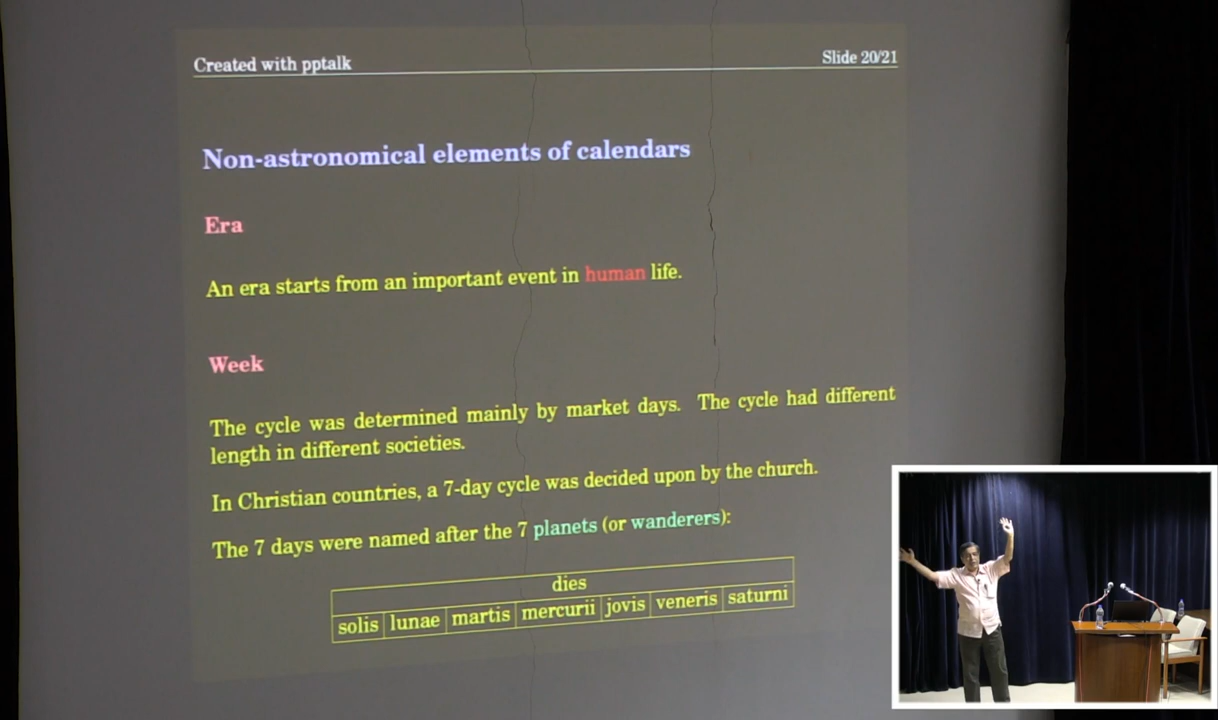 Created with pptalk
Slide 20/21
Non-astronomical elements of calendars
Era
An era starts from an important event in human life.
Week
The cycle was determined mainly by market days. The cycle had different
length in different societies.
In Christian countries, a 7-day cycle was decided upon by the church.
The 7 days were named after the 7 planets (or wanderers):
dies
solis lunae martis mercurii jovis veneris saturni